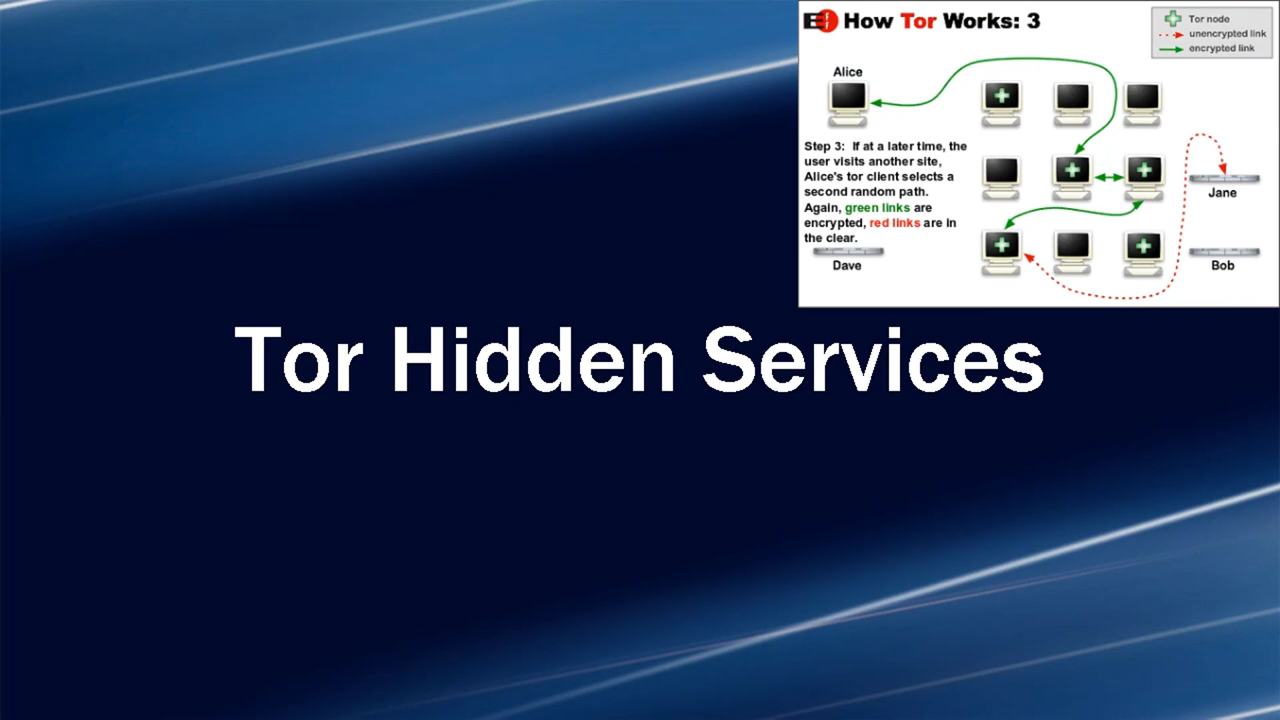 EFF How Tor Works: 3
Tor node
unencrypted link
encrypted link
Alice
Step 3: If at a later time, the
user visits another site,
Alice's tor client selects a
second random path.
Again, green links are
encrypted, red links are in
the clear.
Jane
Dave
Bob
Tor Hidden Services